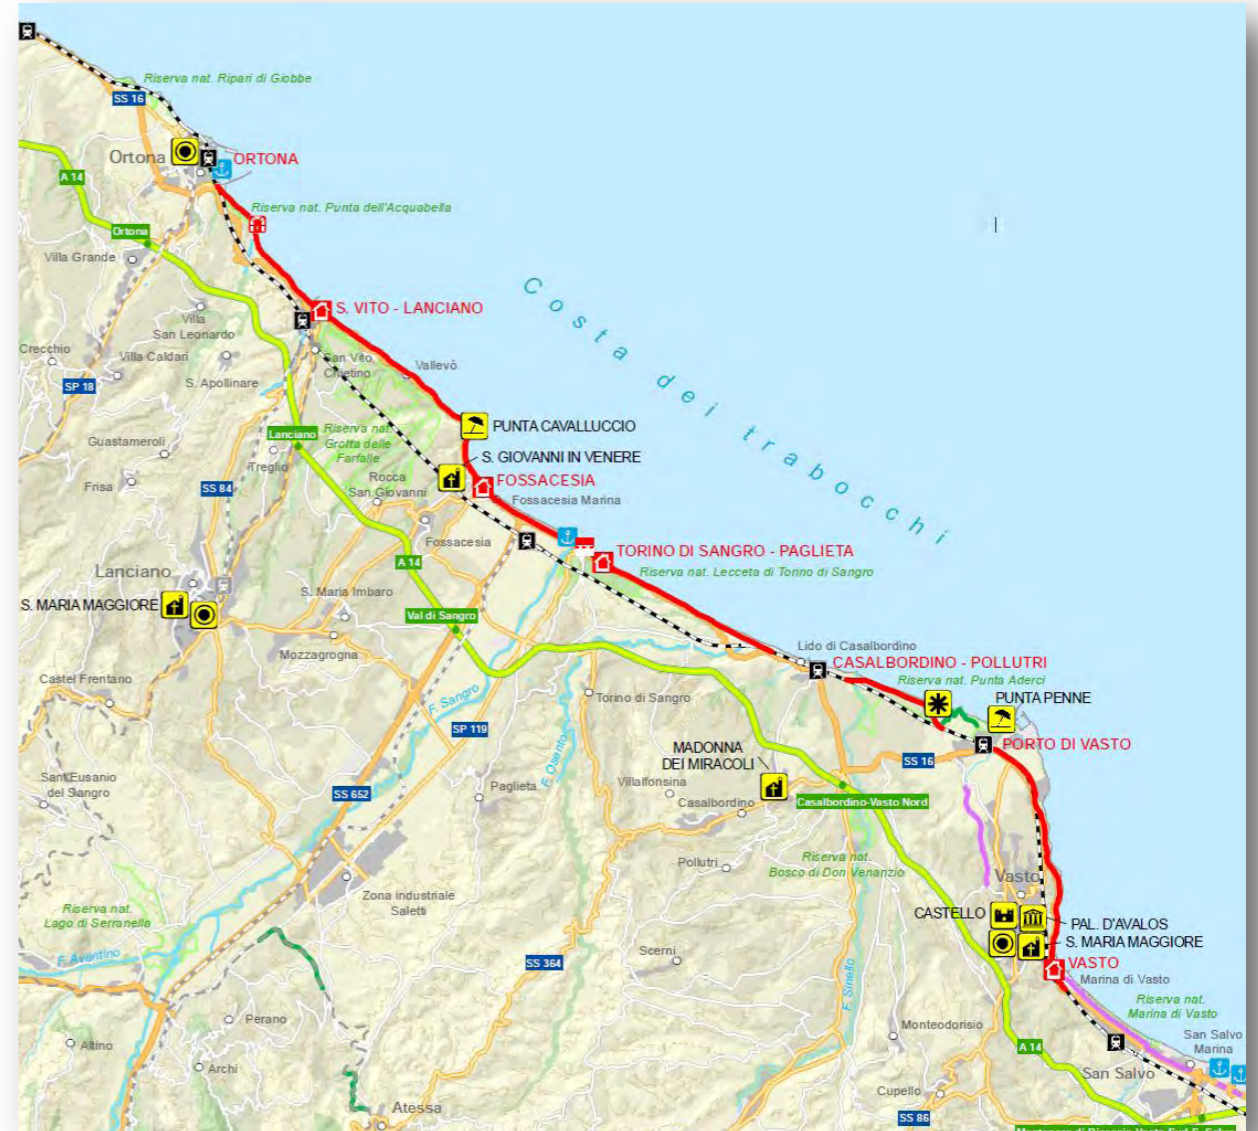 Riserva nat. Ripari di Giobbe
SS 16
Ortona
ORTONA
A 14
Riserva nat. Punta dell'Acquabella
Ortona
Villa Grande
Costa dei trabocchi
S. VITO - LANCIANO
Villa
San Leonardo
Crecchio
Villa Caldari
San Vito
Chietino
Vallevò
SP 18
S. Apollinare
PUNTA CAVALLUCCIO
Lanciano
Riserva nat.
Grotta delle
Farfalle
Guastameroli
S. GIOVANNI IN VENERE
Treglio
Rocca
San Giovanni
FOSSACESIA
Frisa
SS 84
Fossacesia Marina
Fossacesia
TORINO DI SANGRO - PAGLIETA
A 14
Riserva nat. Lecceta di Torino di Sangro
Lanciano
S. Maria Imbaro
S. MARIA MAGGIORE
Val di Sangro
Mozzagrogna
Lido di Casalbordino
CASALBORDINO - POLLUTRI
Castel Frentano
Riserva nat. Punta Aderci
F. Sangro
Torino di Sangro
PUNTA PENNE
SP 119
PORTO DI VASTO
MADONNA
DEI MIRACOLI
SS 16
F. Osento
Sant'Eusanio
del Sangro
Paglieta
Villalfonsina
SS 652
Casalbordino
Casalbordino-Vasto Nord
Pollutri
Riserva nat.
Bosco di Don Venanzio
Vasto
Zona industriale
Saletti
Riserva nat.
Lago di Serranella
CASTELLO
PAL. D'AVALOS
S. MARIA MAGGIORE
F. Aventino
Scerni
SS 364
VASTO
F. Sinello
Marina di Vasto
Riserva nat.
Marina di Vasto
Perano
Monteodorisio
San Salvo
Marina
Altino
A 14
Archi
San Salvo
Cupello
Atessa
SS 86